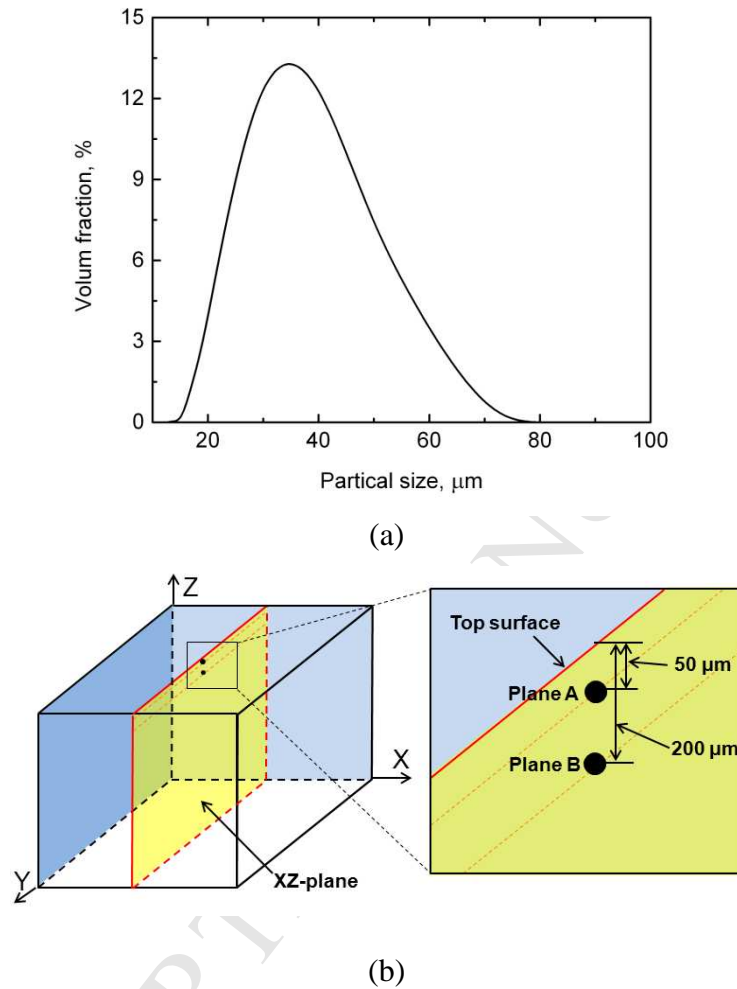 15
12
9
6
3
0
Volum fraction, %
20 40 60 80 100
Partical size, μm
(a)
Z
X
Y
XZ-plane
Top surface
50 μm
Plane A
200 μm
Plane B
(b)